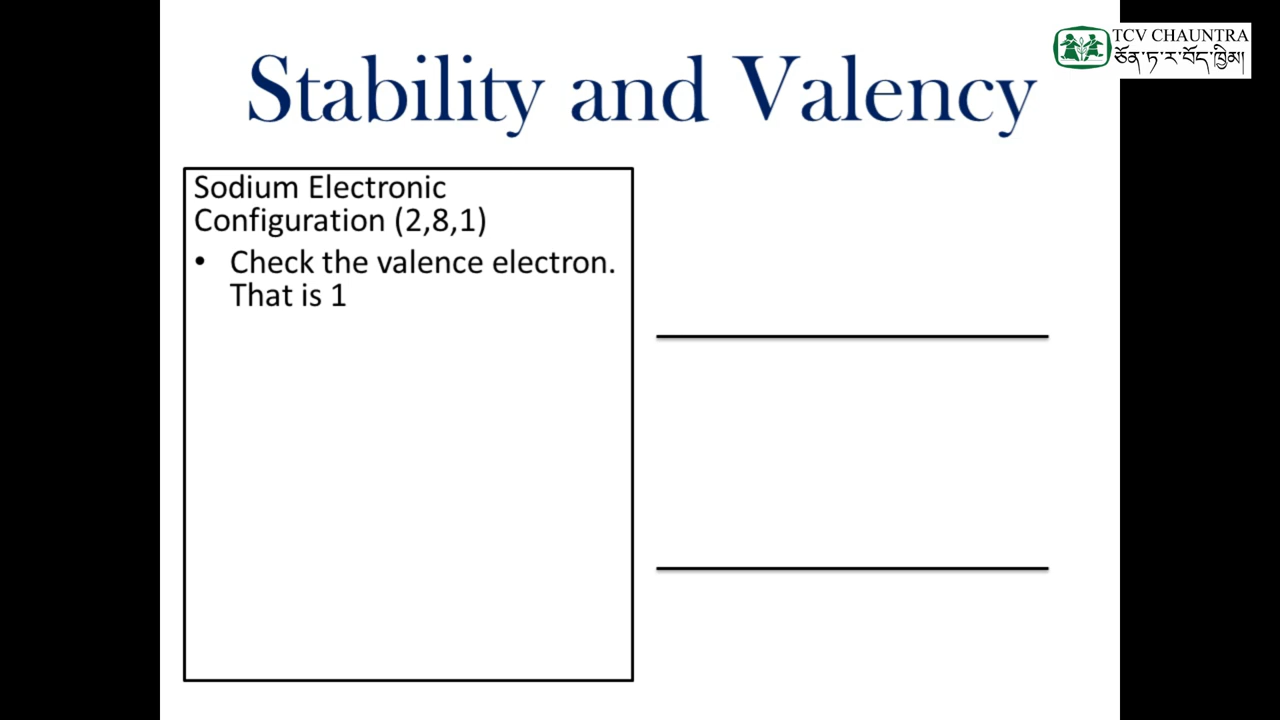 TCV CHAUNTRA
ཅོན་ཏ་ར་བོད་ཁྱིམ།
Stability and Valency
Sodium Electronic
Configuration (2,8,1)
• Check the valence electron.
That is 1